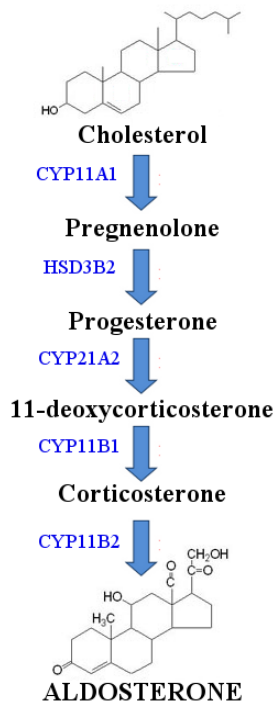 HO
Cholesterol
CYP11A1
Pregnenolone
HSD3B2
Progesterone
CYP21A2
11-deoxycorticosterone
CYP11B1
Corticosterone
CYP11B2
CH₂OH
O C=O
HO C
H₃C
O
ALDOSTERONE